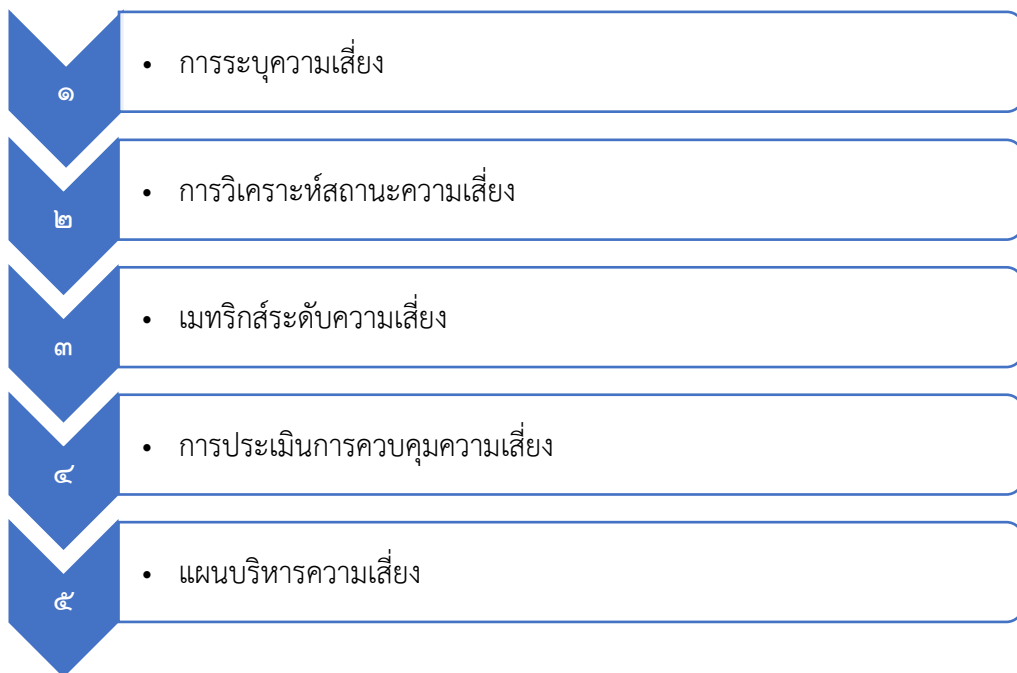 ๑
• การระบุความเสี่ยง
๒
• การวิเคราะห์สถานะความเสี่ยง
๓
• เมทริกส์ระดับความเสี่ยง
๔
• การประเมินการควบคุมความเสี่ยง
๕
• แผนบริหารความเสี่ยง